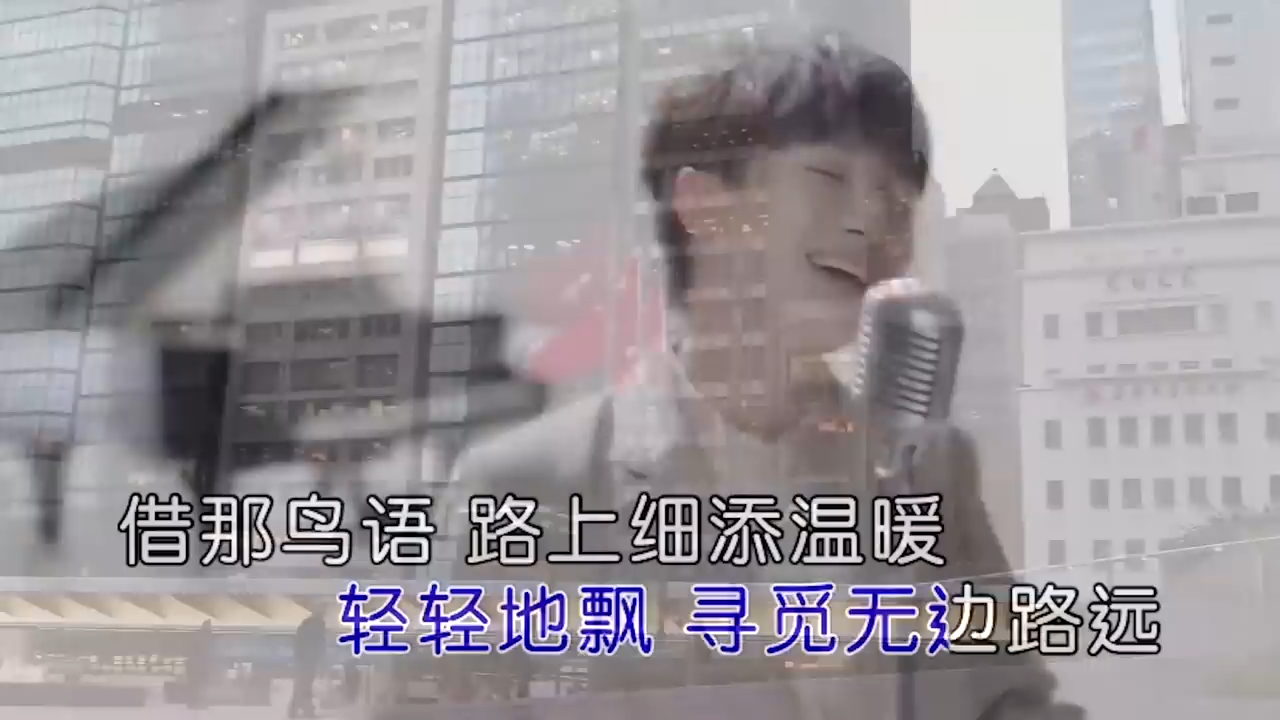 借那鸟语 路上细添温暖
轻轻地飘 寻觅无边路远